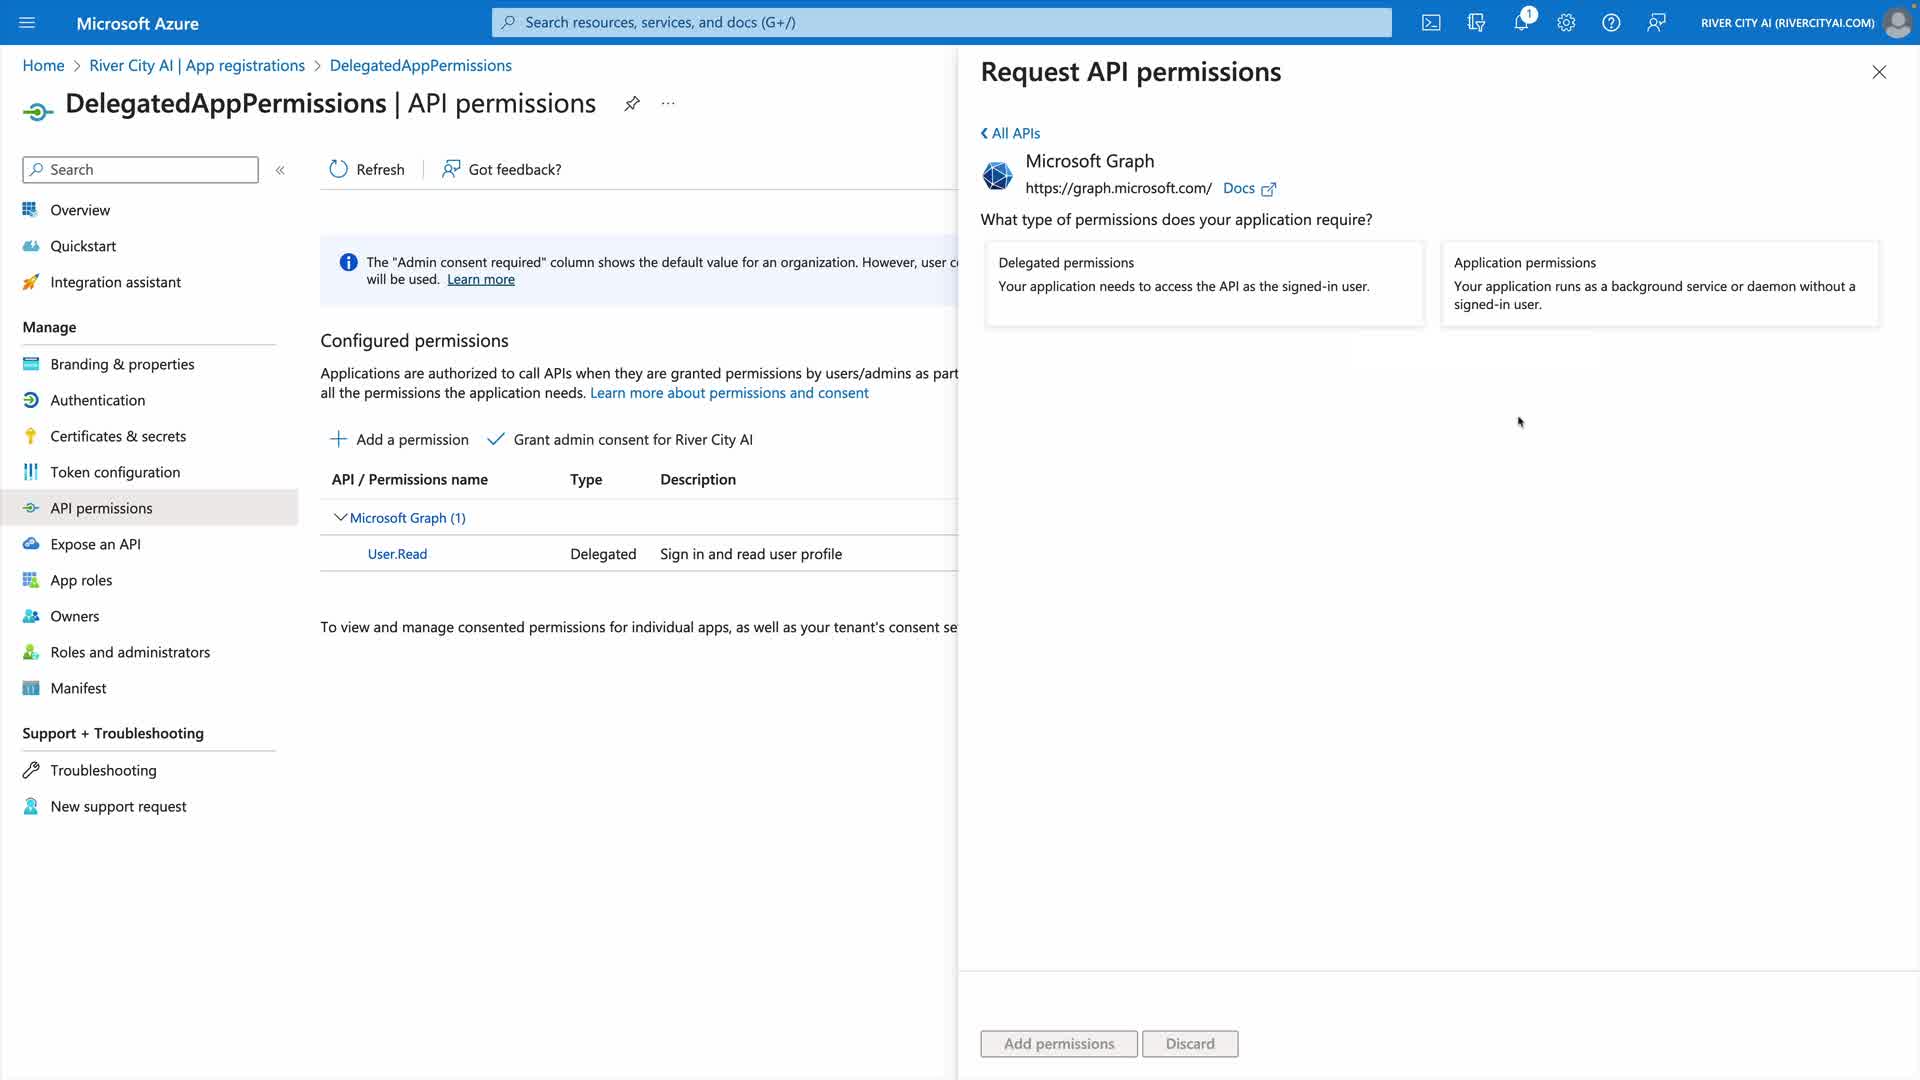 Microsoft Azure
Search resources, services, and docs (G+/)
1
RIVER CITY AI (RIVERCITYAI.COM)
Home > River City AI | App registrations > DelegatedAppPermissions
DelegatedAppPermissions | API permissions
Search
Overview
Quickstart
Integration assistant
Manage
Branding & properties
Authentication
Certificates & secrets
Token configuration
API permissions
Expose an API
App roles
Owners
Roles and administrators
Manifest
Support + Troubleshooting
Troubleshooting
New support request
Refresh
Got feedback?
The "Admin consent required" column shows the default value for an organization. However, user c
will be used. Learn more
Configured permissions
Applications are authorized to call APIs when they are granted permissions by users/admins as part
all the permissions the application needs. Learn more about permissions and consent
Add a permission
Grant admin consent for River City AI
API / Permissions name Type Description
Microsoft Graph (1)
User.Read Delegated Sign in and read user profile
To view and manage consented permissions for individual apps, as well as your tenant's consent se
Request API permissions
All APIs
Microsoft Graph
https://graph.microsoft.com/ Docs
What type of permissions does your application require?
Delegated permissions
Your application needs to access the API as the signed-in user.
Application permissions
Your application runs as a background service or daemon without a
signed-in user.
Add permissions
Discard